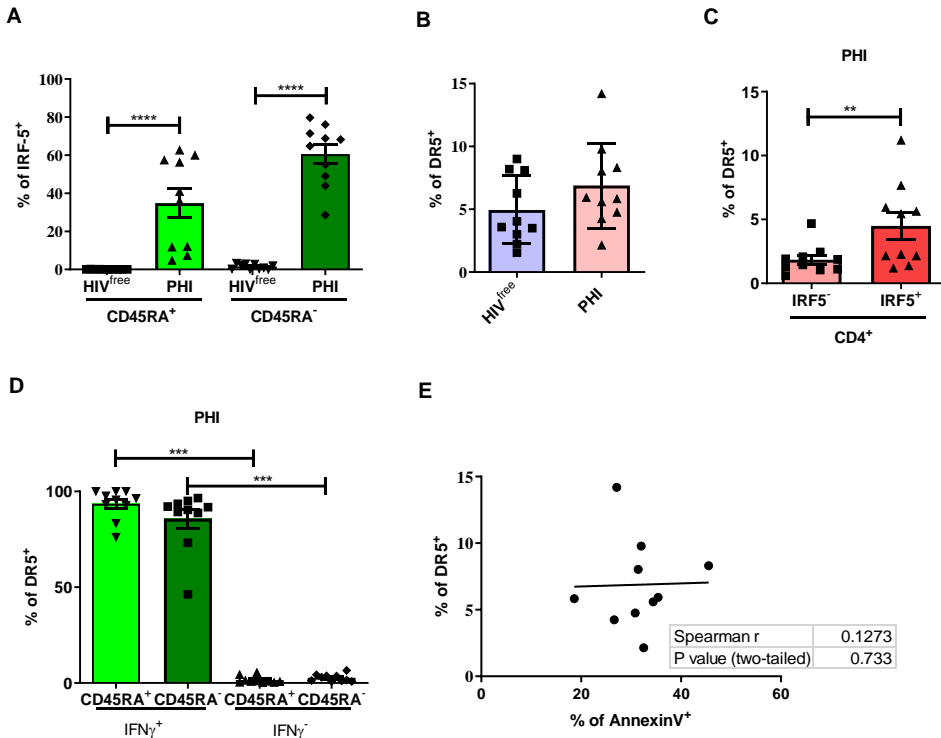 A
% of IRF-5⁺
100
80
60
40
20
0
****
****
HIVᶠʳᵉᵉ PHI HIVᶠʳᵉᵉ PHI
CD45RA⁺ CD45RA⁻
B
% of DR5⁺
15
10
5
0
HIVᶠʳᵉᵉ PHI
C
PHI
% of DR5⁺
15
10
5
0
**
IRF5⁻ IRF5⁺
CD4⁺
D
PHI
% of DR5⁺
100
50
0
***
***
CD45RA⁺ CD45RA⁻ CD45RA⁺ CD45RA⁻
IFNγ⁺ IFNγ⁻
E
% of DR5⁺
15
10
5
0
Spearman r 0.1273
P value (two-tailed) 0.733
0 20 40 60
% of AnnexinV⁺